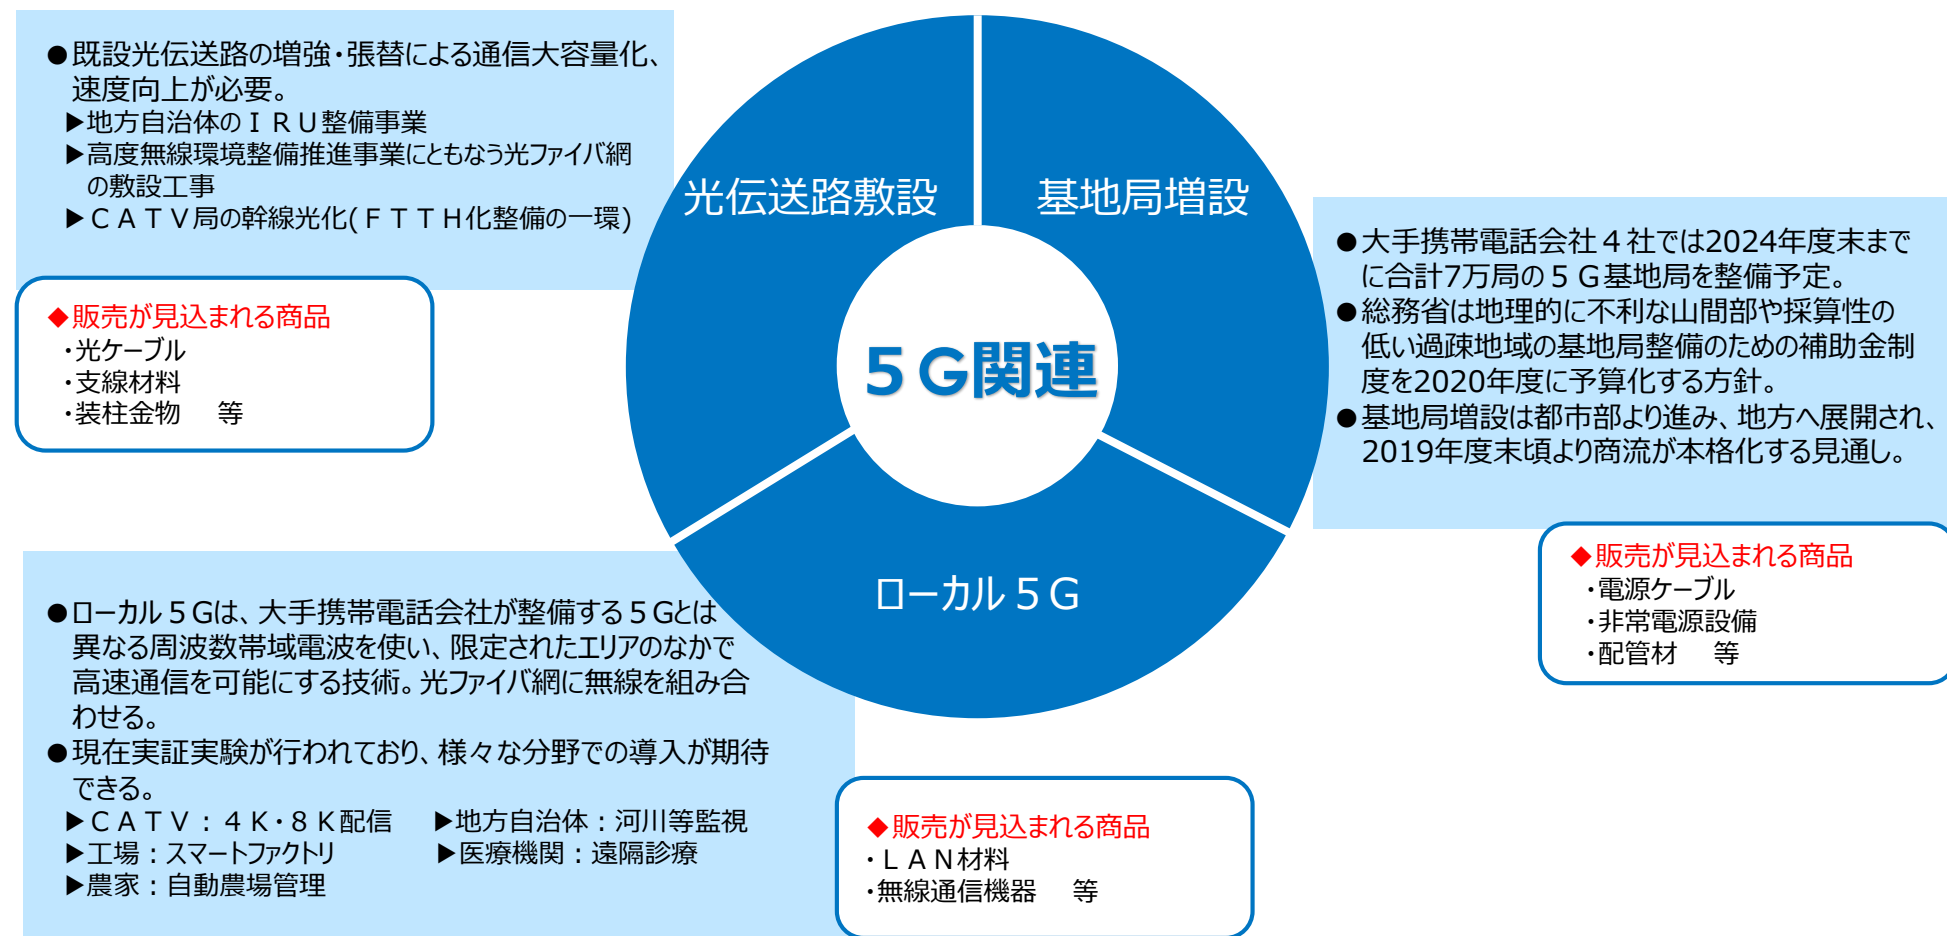 ●既設光伝送路の増強・張替による通信大容量化、
速度向上が必要。
▶地方自治体のＩＲＵ整備事業
▶高度無線環境整備推進事業にともなう光ファイバ網
の敷設工事
▶ＣＡＴＶ局の幹線光化(ＦＴＴＨ化整備の一環)
◆販売が見込まれる商品
・光ケーブル
・支線材料
・装柱金物　等
光伝送路敷設
基地局増設
５Ｇ関連
ローカル５Ｇ
●大手携帯電話会社４社では2024年度末まで
に合計7万局の５Ｇ基地局を整備予定。
●総務省は地理的に不利な山間部や採算性の
低い過疎地域の基地局整備のための補助金制
度を2020年度に予算化する方針。
●基地局増設は都市部より進み、地方へ展開され、
2019年度末頃より商流が本格化する見通し。
◆販売が見込まれる商品
・電源ケーブル
・非常電源設備
・配管材　等
●ローカル５Ｇは、大手携帯電話会社が整備する５Ｇとは
異なる周波数帯域電波を使い、限定されたエリアのなかで
高速通信を可能にする技術。光ファイバ網に無線を組み合
わせる。
●現在実証実験が行われており、様々な分野での導入が期待
できる。
▶ＣＡＴＶ：４Ｋ・８Ｋ配信　▶地方自治体：河川等監視
▶工場：スマートファクトリ　▶医療機関：遠隔診療
▶農家：自動農場管理
◆販売が見込まれる商品
・ＬＡＮ材料
・無線通信機器　等